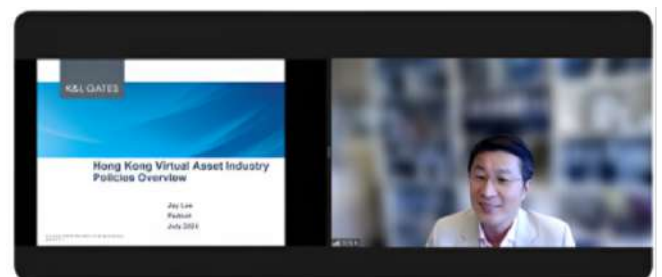 K&L GATES
Hong Kong Virtual Asset Industry
Policies Overview
Jay Lee
Partner
July 2024